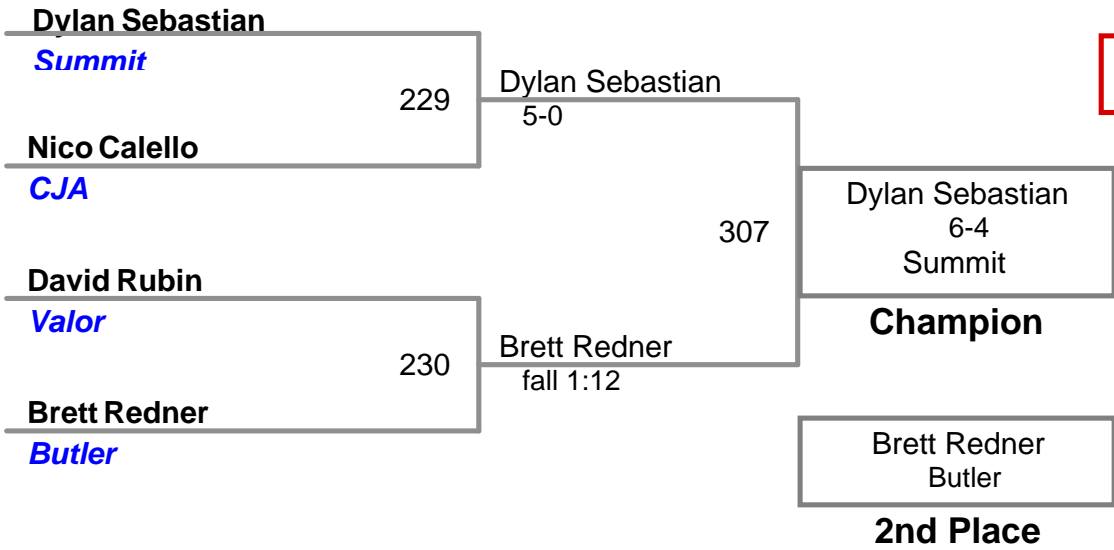 Dylan Sebastian
Summit
229
Dylan Sebastian
5-0
Nico Calello
CJA
307
Dylan Sebastian
6-4
Summit
Champion
David Rubin
Valor
230
Brett Redner
fall 1:12
Brett Redner
Butler
Brett Redner
Butler
2nd Place